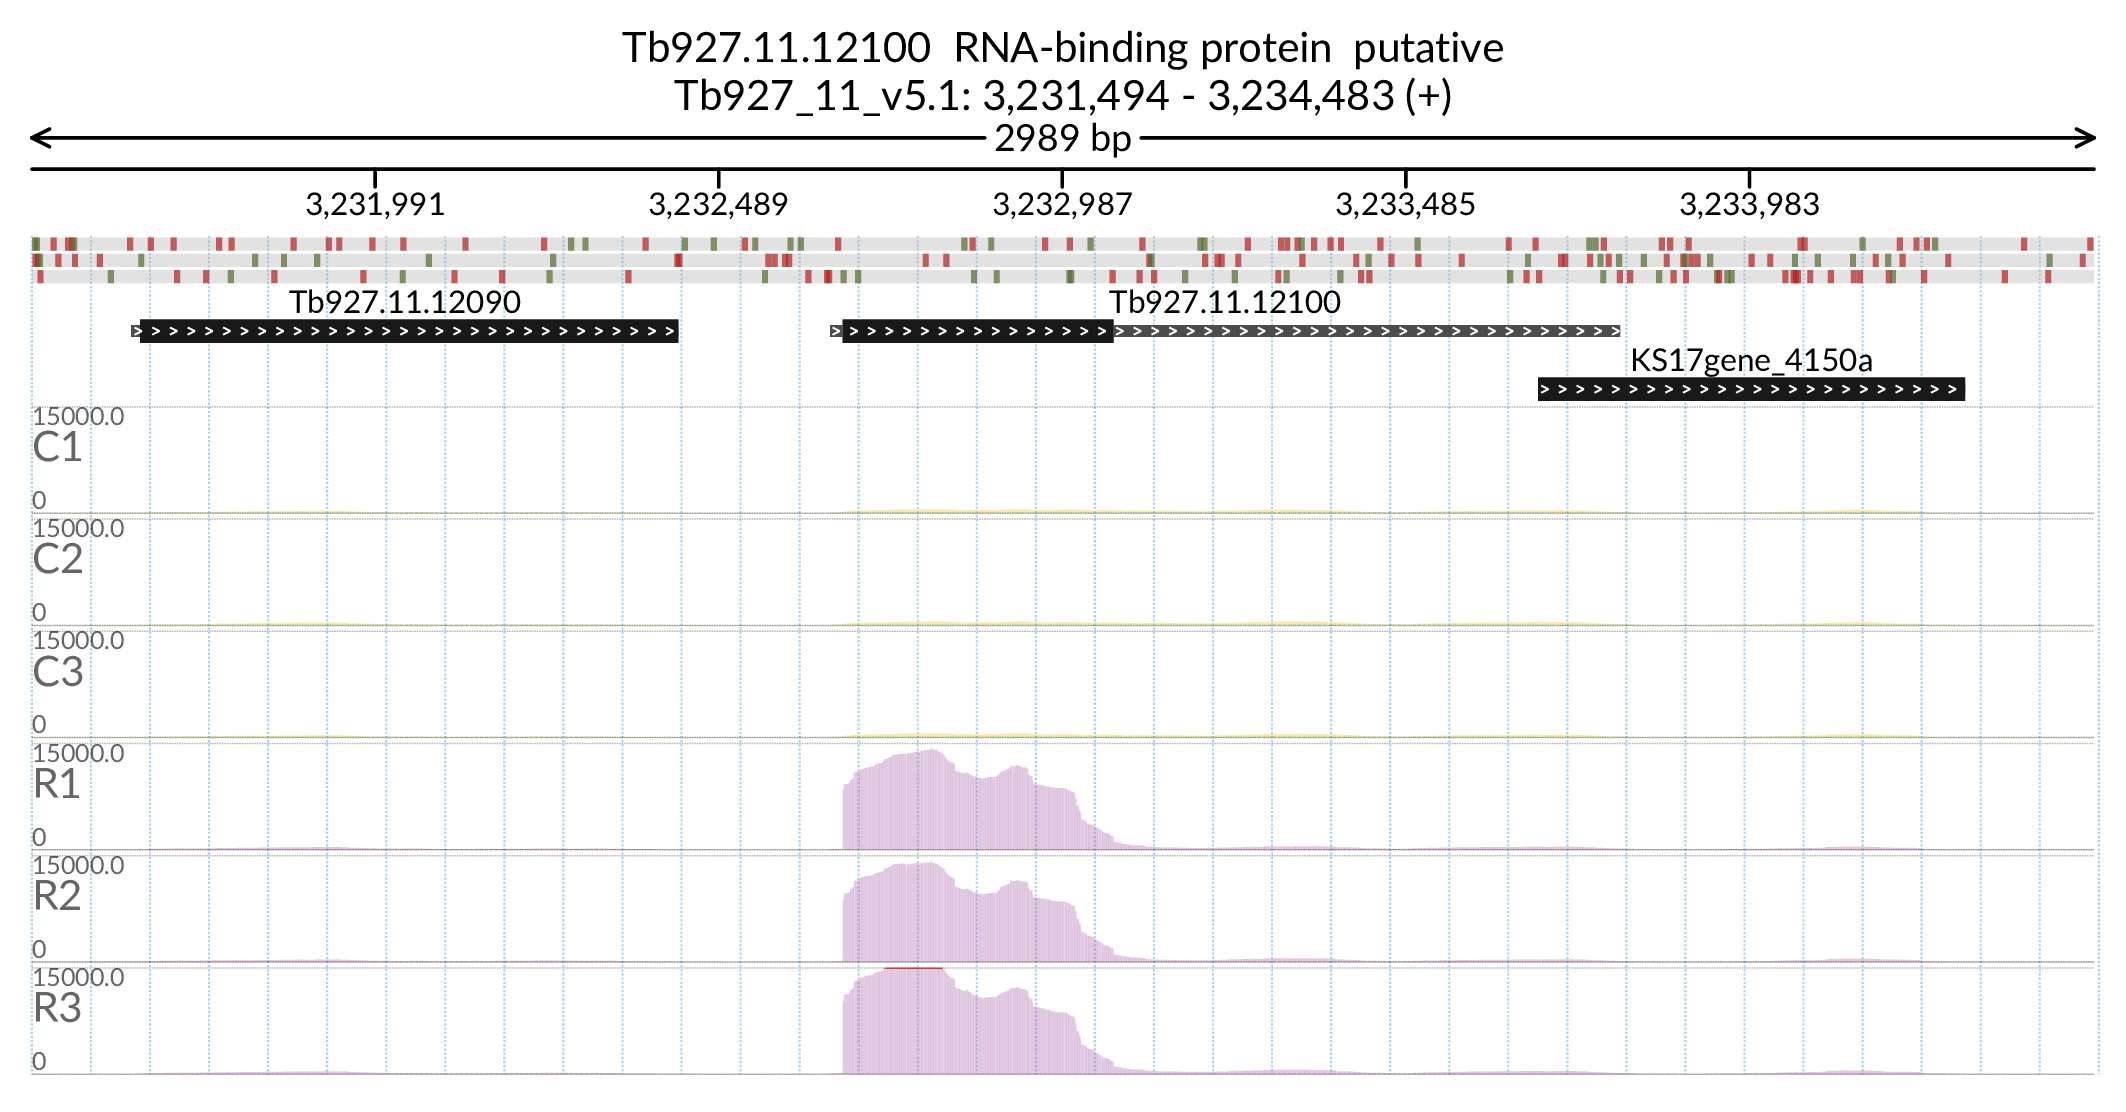 Tb927.11.12100  RNA-binding protein  putative
Tb927_11_v5.1: 3,231,494 - 3,234,483 (+)
2989 bp
3,231,991 3,232,489 3,232,987 3,233,485 3,233,983
Tb927.11.12090 Tb927.11.12100
KS17gene_4150a
15000.0
C1
0
15000.0
C2
0
15000.0
C3
0
15000.0
R1
0
15000.0
R2
0
15000.0
R3
0